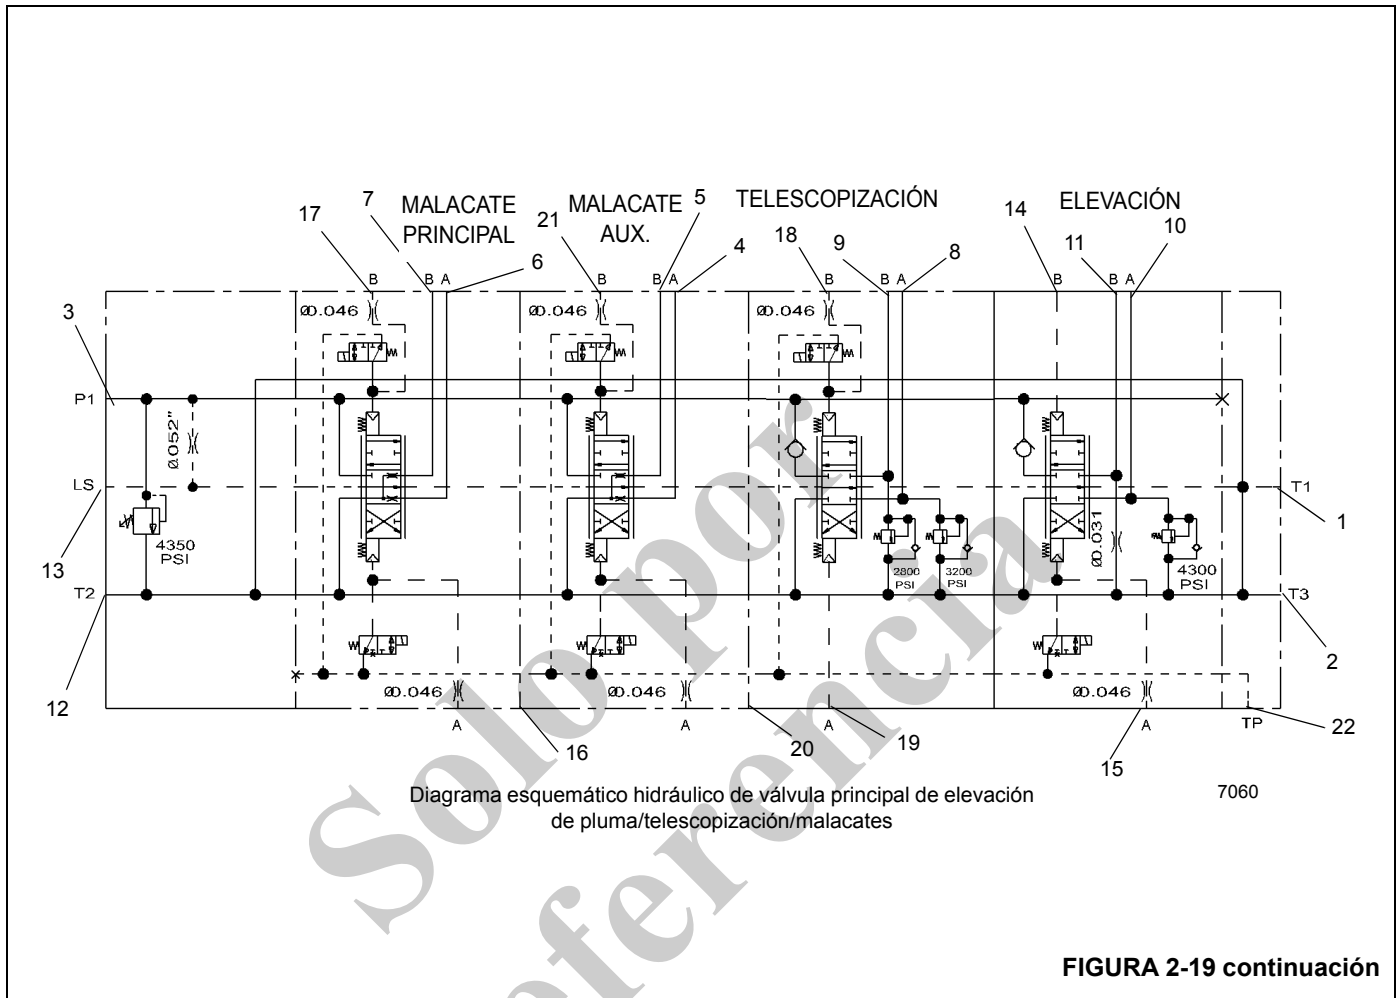 7 MALACATE PRINCIPAL
17
6
21 MALACATE AUX.
5
4
TELESCOPIZACIÓN
18
9
8
ELEVACIÓN
14
11
10
B B A B B A B B A B B A
3
Ø0.046 Ø0.046 Ø0.046
P1
Ø.052"
LS
T1
1
13
4350 PSI
2800 PSI
3200 PSI
Ø0.031
4300 PSI
T2
T3
2
12
Ø0.046 Ø0.046 Ø0.046
A A A A
TP
22
16
20
19
15
Diagrama esquemático hidráulico de válvula principal de elevación
de pluma/telescopización/malacates
7060
Solo por
referencia
FIGURA 2-19 continuación